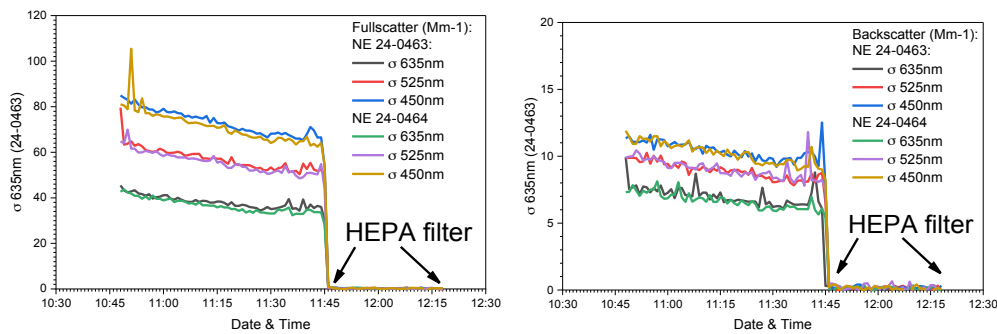 Fullscatter (Mm-1):
NE 24-0463:
σ 635nm
σ 525nm
σ 450nm
NE 24-0464
σ 635nm
σ 525nm
σ 450nm
HEPA filter
120
100
80
60
40
20
0
σ 635nm (24-0463)
10:30 10:45 11:00 11:15 11:30 11:45 12:00 12:15 12:30
Date & Time
Backscatter (Mm-1):
NE 24-0463:
σ 635nm
σ 525nm
σ 450nm
NE 24-0464
σ 635nm
σ 525nm
σ 450nm
HEPA filter
20
15
10
5
0
σ 635nm (24-0463)
10:30 10:45 11:00 11:15 11:30 11:45 12:00 12:15 12:30
Date & Time